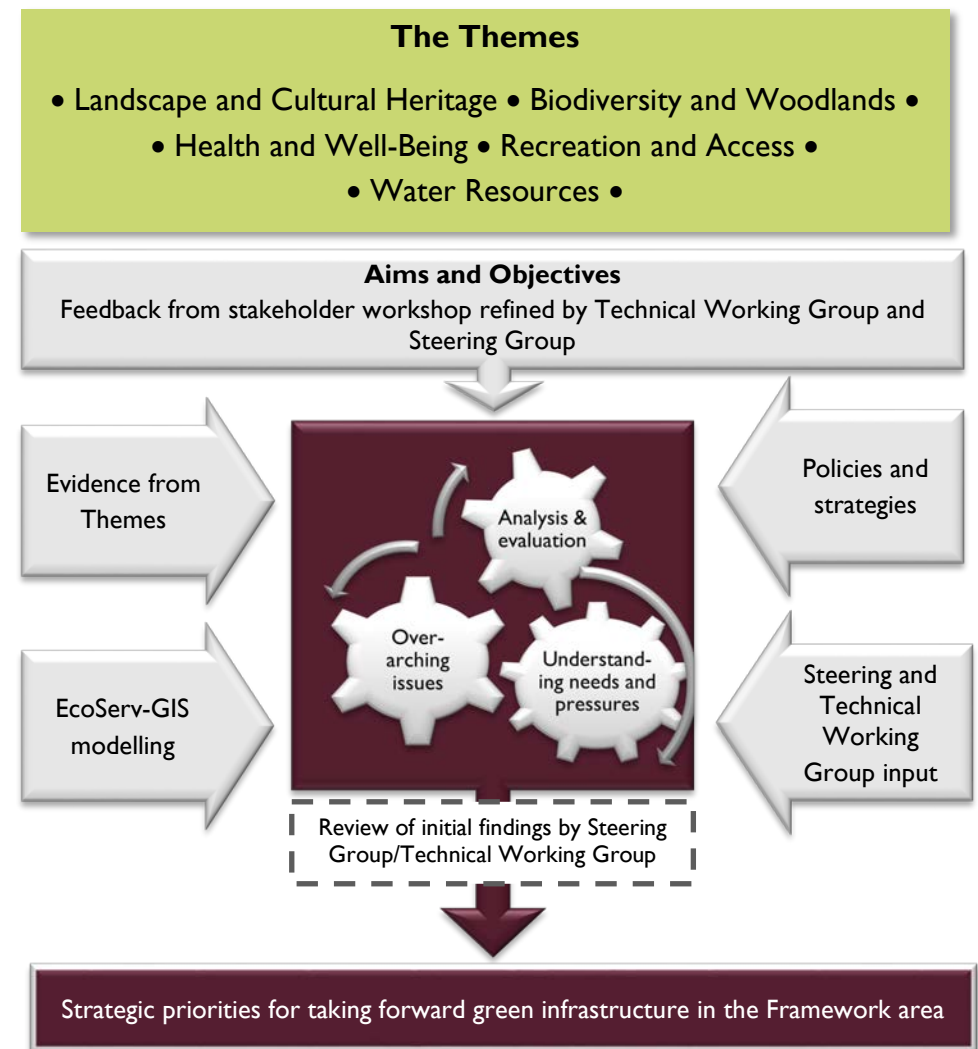 The Themes
• Landscape and Cultural Heritage • Biodiversity and Woodlands •
• Health and Well-Being • Recreation and Access •
• Water Resources •
Aims and Objectives
Feedback from stakeholder workshop refined by Technical Working Group and
Steering Group
Evidence from
Themes
Policies and
strategies
Analysis &
evaluation
Over-
arching
issues
Understand-
ing needs and
pressures
EcoServ-GIS
modelling
Steering and
Technical
Working
Group input
Review of initial findings by Steering
Group/Technical Working Group
Strategic priorities for taking forward green infrastructure in the Framework area